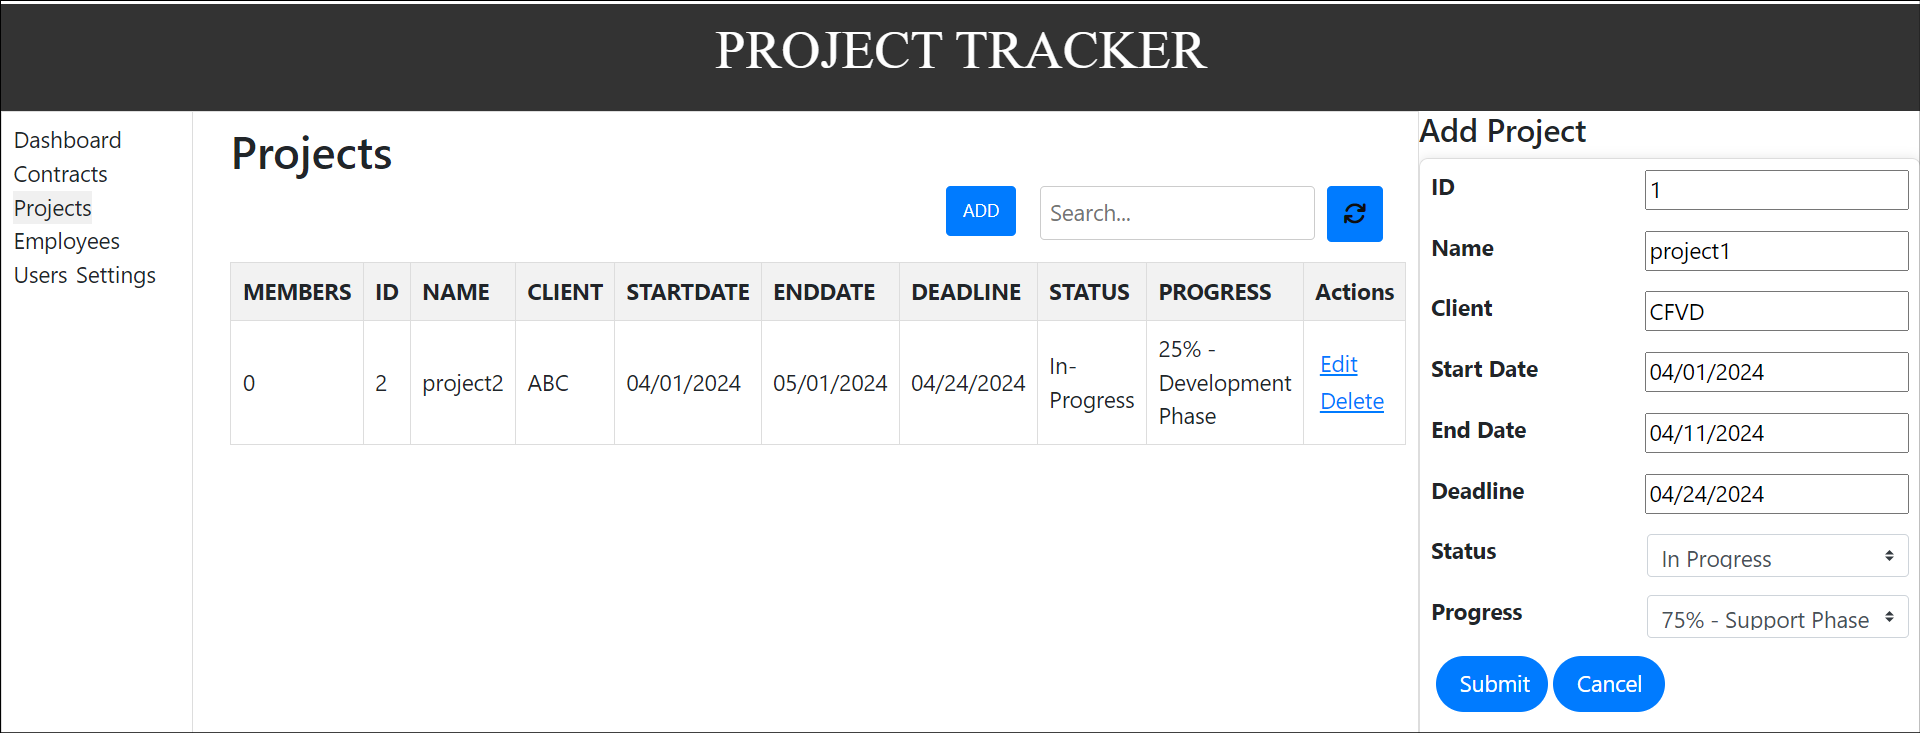 PROJECT TRACKER
Dashboard
Contracts
Projects
Employees
Users Settings
Projects
ADD
Search...
MEMBERS ID NAME CLIENT STARTDATE ENDDATE DEADLINE STATUS PROGRESS Actions
0 2 project2 ABC 04/01/2024 05/01/2024 04/24/2024
In-
Progress
25% -
Development
Phase
Edit
Delete
Add Project
ID 1
Name project1
Client CFVD
Start Date 04/01/2024
End Date 04/11/2024
Deadline 04/24/2024
Status In Progress
Progress 75% - Support Phase
Submit Cancel